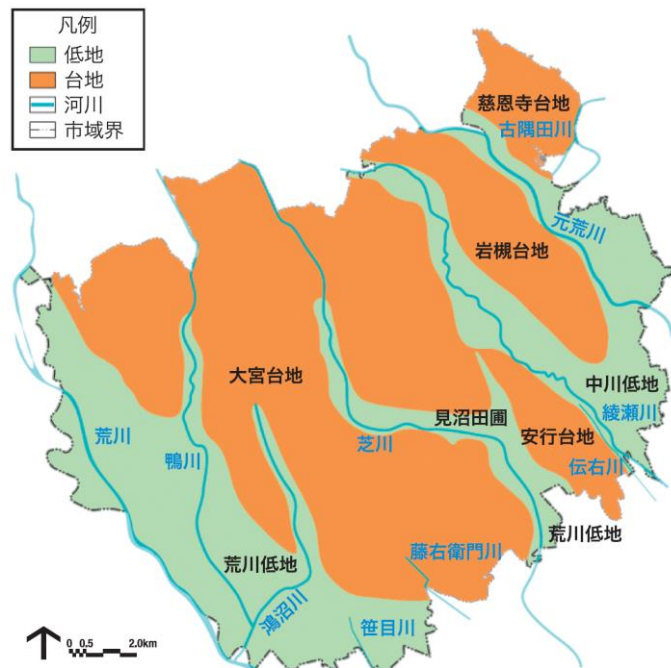 凡例
低地
台地
河川
市域界
慈恩寺台地
古隅田川
元荒川
岩槻台地
大宮台地
中川低地
綾瀬川
見沼田圃
安行台地
荒川
鴨川
芝川
伝右川
荒川低地
藤右衛門川
荒川低地
鴻沼川
笹目川
0 0.5 2.0km